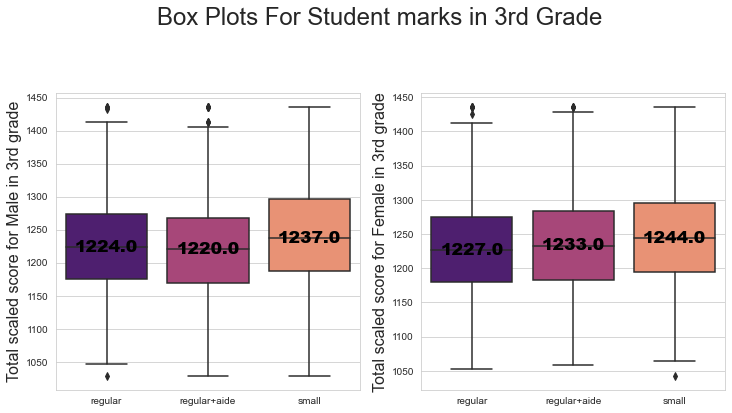 Box Plots For Student marks in 3rd Grade
Total scaled score for Male in 3rd grade
1450
1400
1350
1300
1250
1200
1150
1100
1050
1224.0
1220.0
1237.0
regular
regular+aide
small
Total scaled score for Female in 3rd grade
1450
1400
1350
1300
1250
1200
1150
1100
1050
1227.0
1233.0
1244.0
regular
regular+aide
small